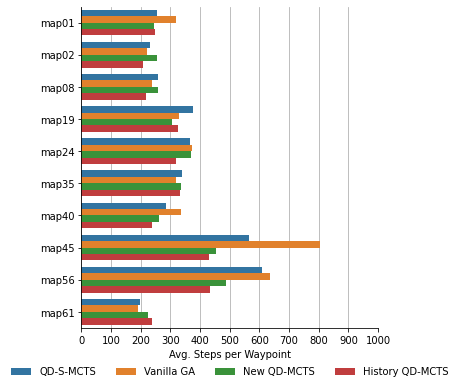 map01
map02
map08
map19
map24
map35
map40
map45
map56
map61
0 100 200 300 400 500 600 700 800 900 1000
Avg. Steps per Waypoint
QD-S-MCTS Vanilla GA New QD-MCTS History QD-MCTS